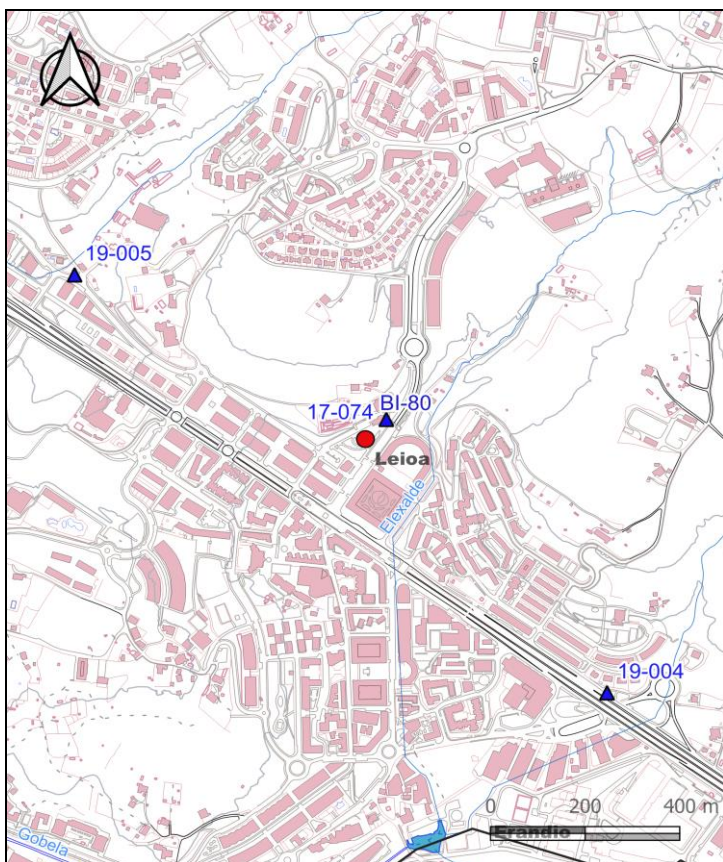 19-005
17-074 BI-80
Leioa
Elexalde
19-004
0 200 400 m
Erandio
Gobela